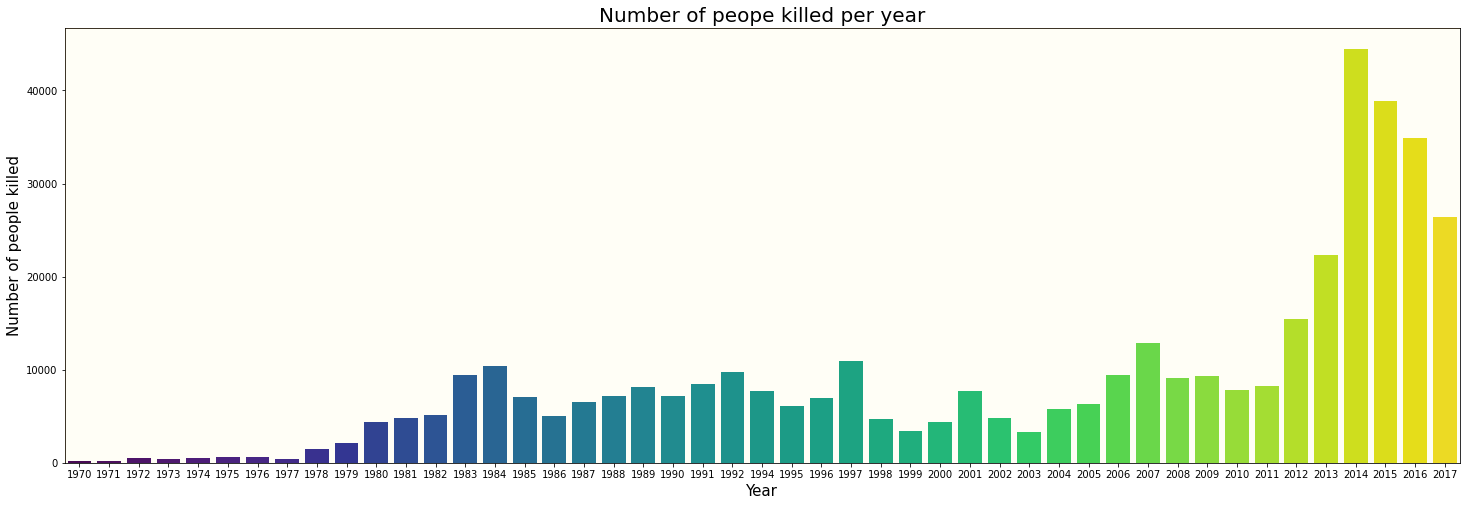 Number of peope killed per year
Number of people killed
40000
30000
20000
10000
0
1970 1971 1972 1973 1974 1975 1976 1977 1978 1979 1980 1981 1982 1983 1984 1985 1986 1987 1988 1989 1990 1991 1992 1994 1995 1996 1997 1998 1999 2000 2001 2002 2003 2004 2005 2006 2007 2008 2009 2010 2011 2012 2013 2014 2015 2016 2017
Year